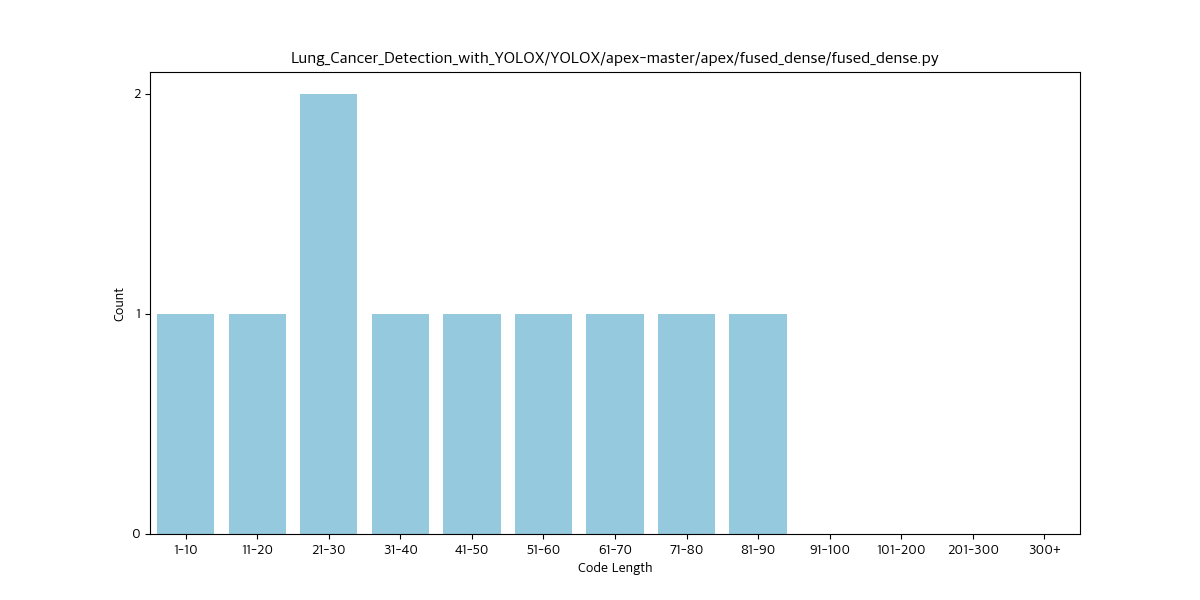 Lung_Cancer_Detection_with_YOLOX/YOLOX/apex-master/apex/fused_dense/fused_dense.py
2
1
0
Count
1-10 11-20 21-30 31-40 41-50 51-60 61-70 71-80 81-90 91-100 101-200 201-300 300+
Code Length